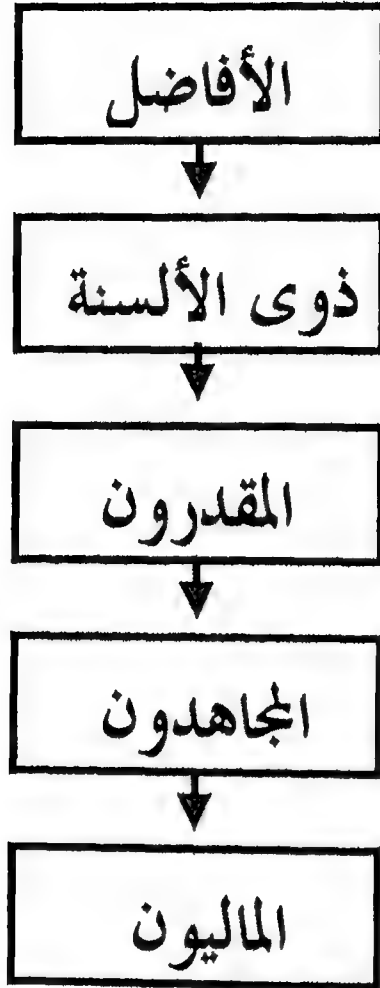 الأفاضل
ذوى الألسنة
المقدرون
المجاهدون
الماليون